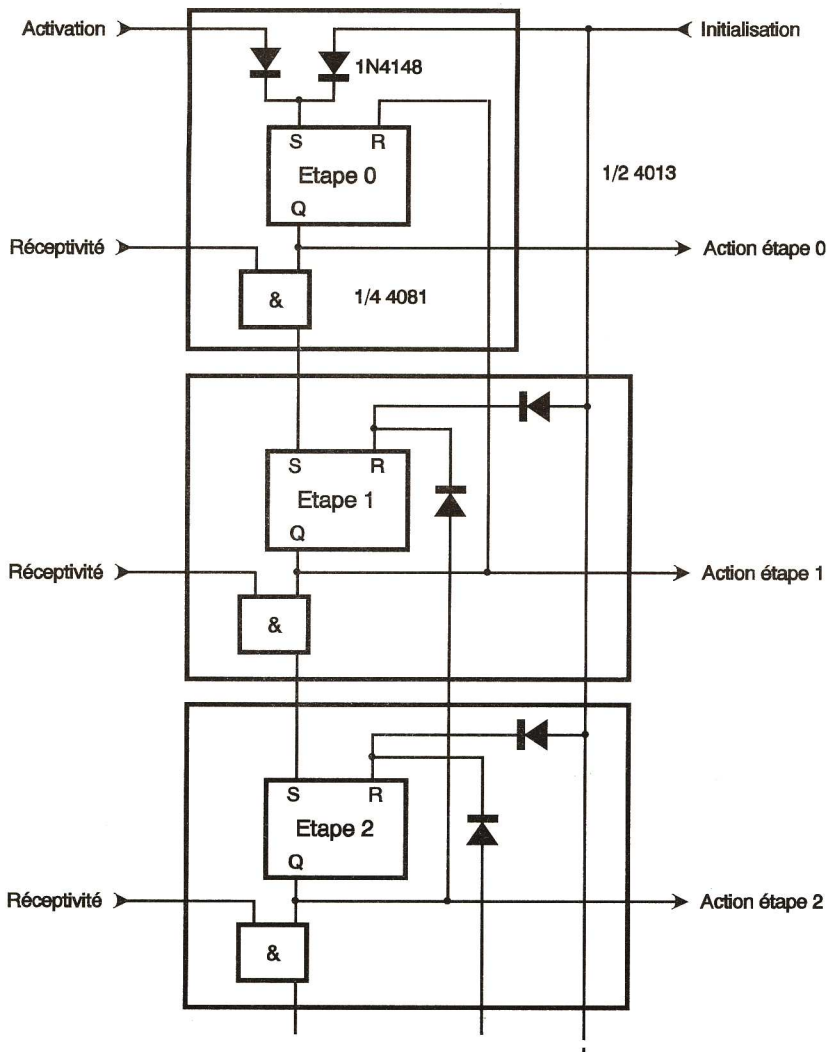 Activation
Initialisation
1N4148
S R
Etape 0
Q
1/2 4013
Réceptivité
Action étape 0
&
1/4 4081
S R
Etape 1
Q
Réceptivité
Action étape 1
&
S R
Etape 2
Q
Réceptivité
Action étape 2
&